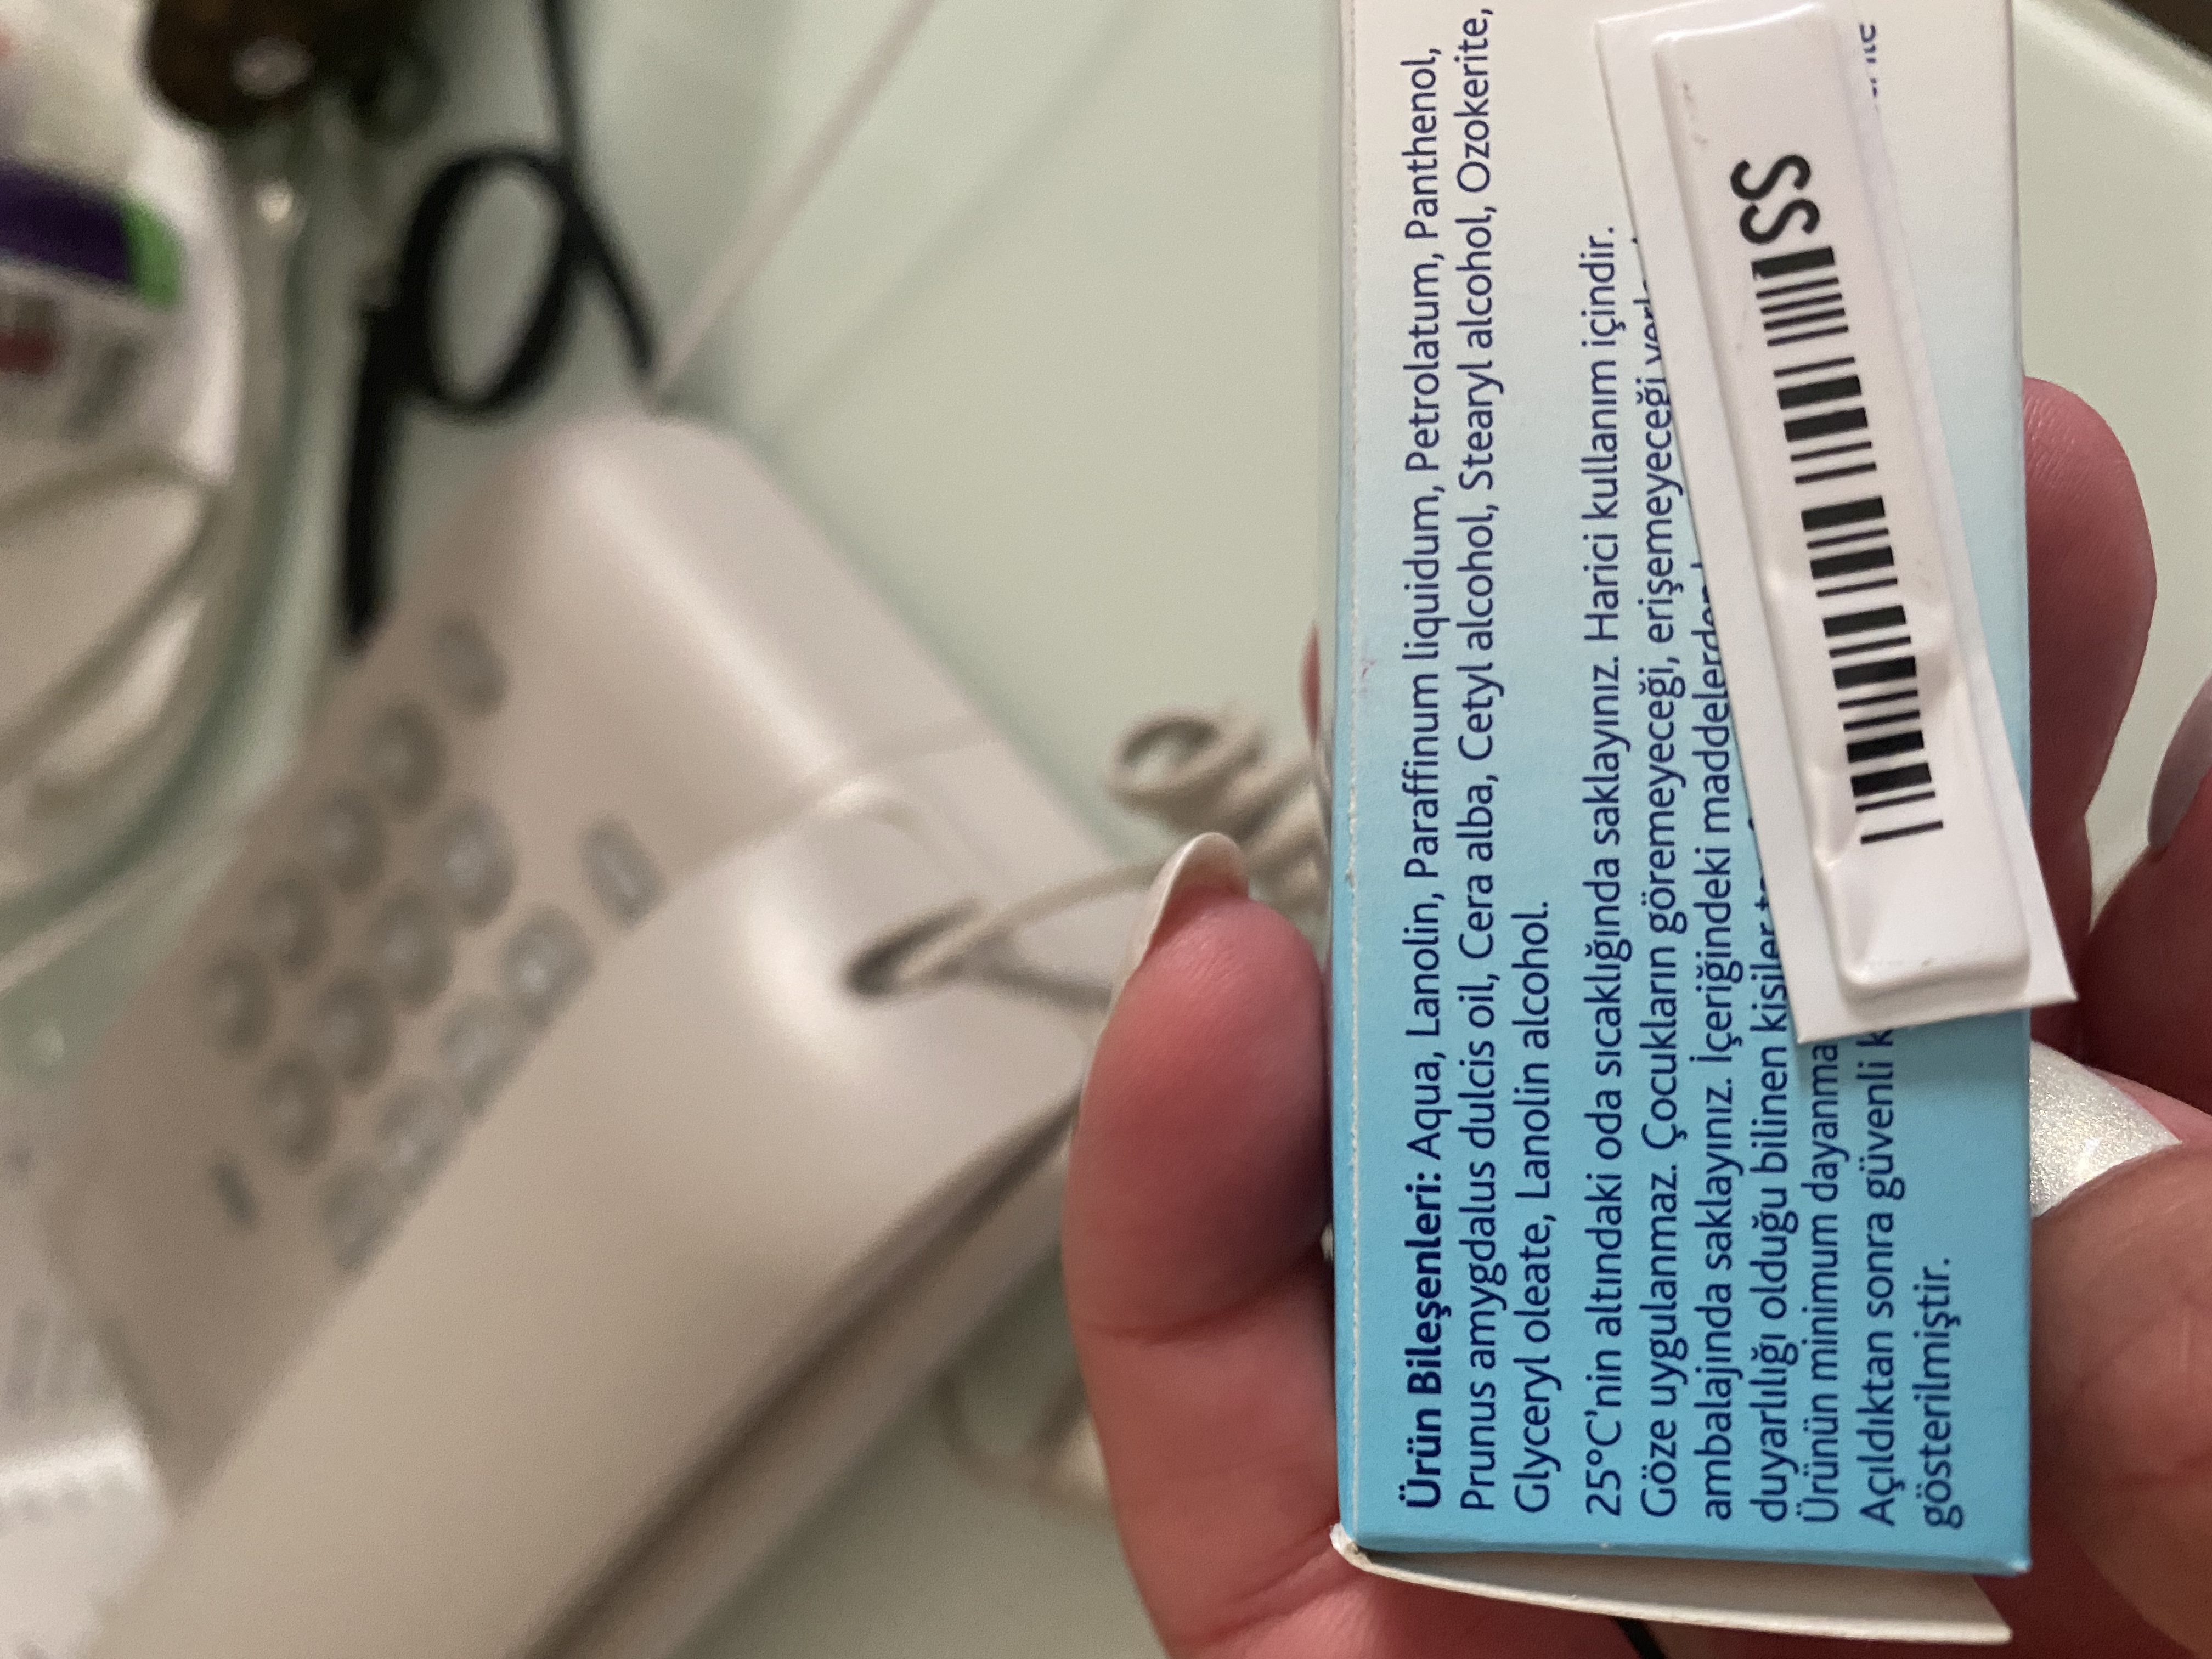 Ürün Bileşenleri: Aqua, Lanolin, Paraffinum liquidum, Petrolatum, Panthenol,
Prunus amygdalus dulcis oil, Cera alba, Cetyl alcohol, Stearyl alcohol, Ozokerite,
Glyceryl oleate, Lanolin alcohol.
25°C'nin altındaki oda sıcaklığında saklayınız. Harici kullanım içindir.
Göze uygulanmaz. Çocukların göremeyeceği, erişemeyeceği
ambalajında saklayınız. İçeriğindeki maddelerden
duyarlılığı olduğu bilinen kişiler
Ürünün minimum
Açıldıktan sonra güvenli
gösterilmiştir.
SS